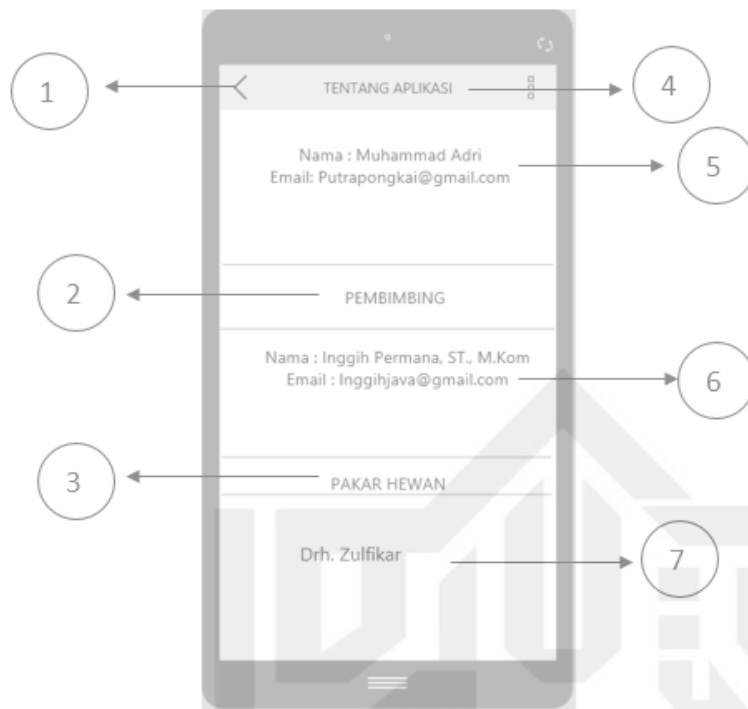 1
TENTANG APLIKASI
4
Nama : Muhammad Adri
Email: Putrapongkai@gmail.com
5
2
PEMBIMBING
Nama : Inggih Permana, ST., M.Kom
Email : Inggihjava@gmail.com
6
3
PAKAR HEWAN
Drh. Zulfikar
7